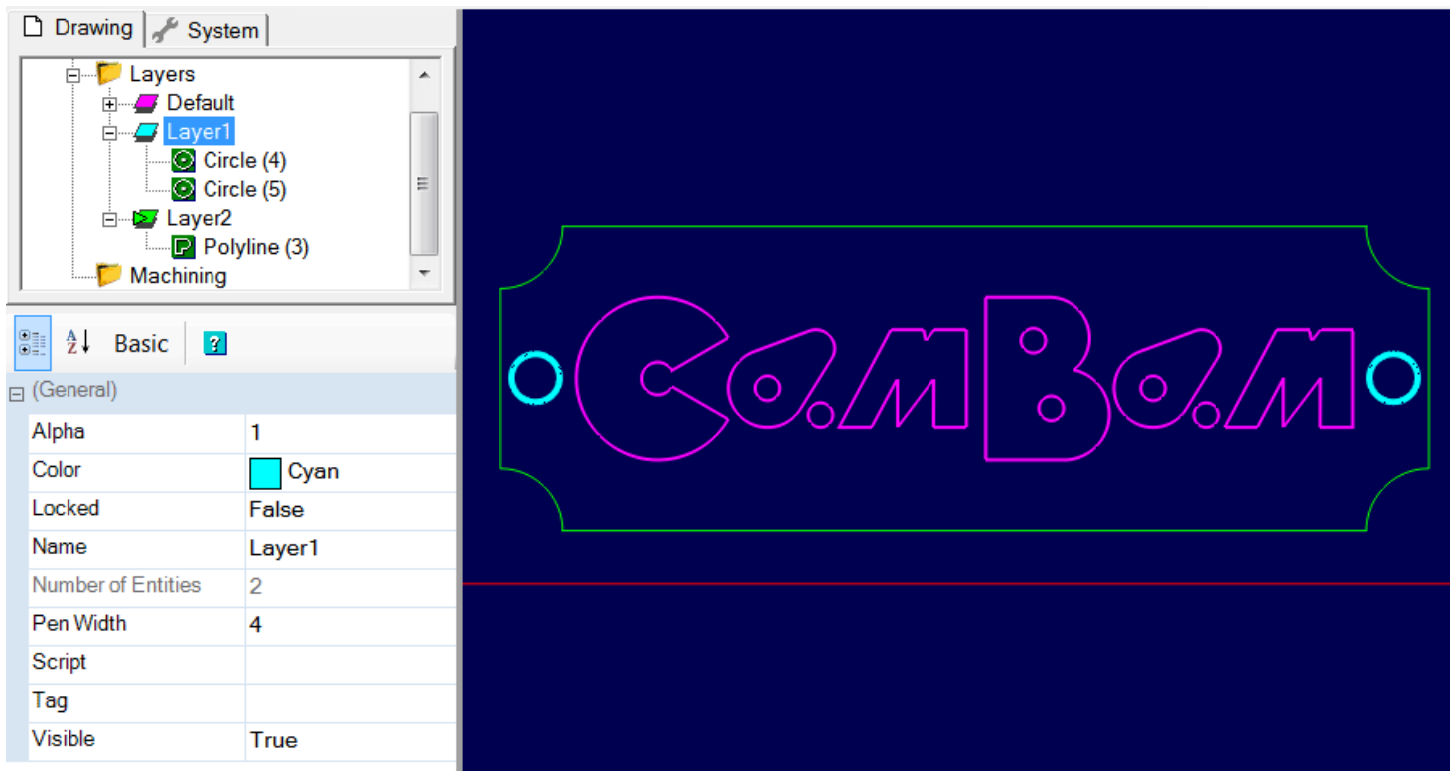 Drawing System
Layers
Default
Layer1
Circle (4)
Circle (5)
Layer2
Polyline (3)
Machining
Basic
(General)
Alpha 1
Color Cyan
Locked False
Name Layer1
Number of Entities 2
Pen Width 4
Script
Tag
Visible True
CamBam